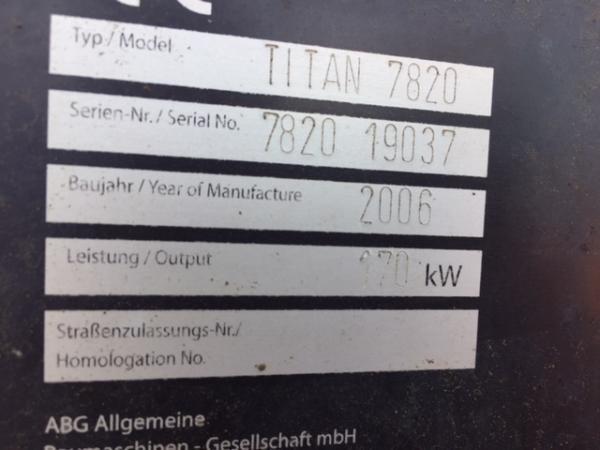 Typ / Model TITAN 7820
Serien-Nr. / Serial No. 7820 19037
Baujahr / Year of Manufacture 2006
Leistung / Output 170 kW
Straßenzulassungs-Nr./
Homologation No.
ABG Allgemeine
Baumaschinen - Gesellschaft mbH